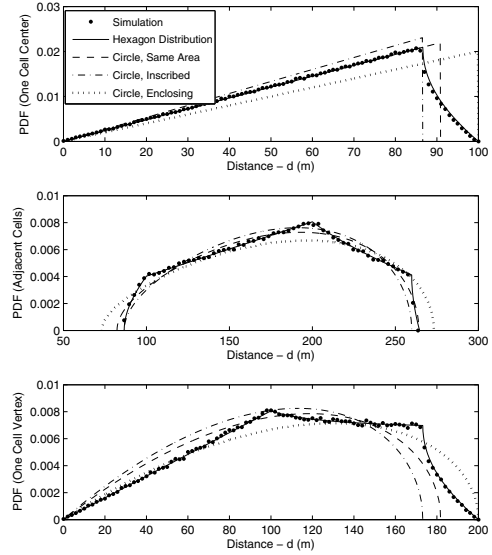 0.03
0.02
0.01
0
PDF (One Cell Center)
Simulation
Hexagon Distribution
Circle, Same Area
Circle, Inscribed
Circle, Enclosing
0 10 20 30 40 50 60 70 80 90 100
Distance – d (m)
0.01
0.008
0.006
0.004
0.002
0
PDF (Adjacent Cells)
50 100 150 200 250 300
Distance – d (m)
0.01
0.008
0.006
0.004
0.002
0
PDF (One Cell Vertex)
0 20 40 60 80 100 120 140 160 180 200
Distance – d (m)